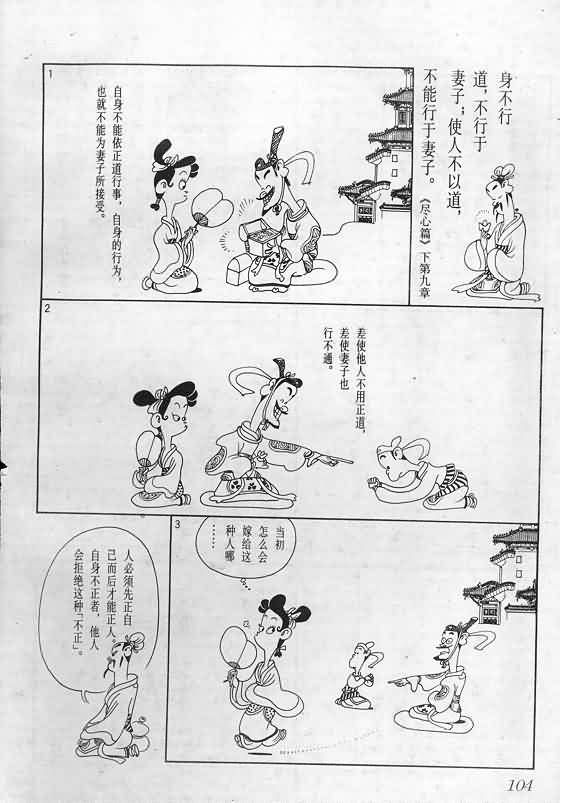 身不行
道,不行于
妻子;使人不以道,
不能行于妻子。
《尽心篇》下第九章
1
自身不能依正道行事,自身的行为,
也就不能为妻子所接受。
2
差使他人不用正道,
差使妻子也
行不通。
3
当初
怎么会
嫁给这
种人哪
……
人必须先正自
己而后才能正人。
自身不正者,他人
会拒绝这种「不正」。
104